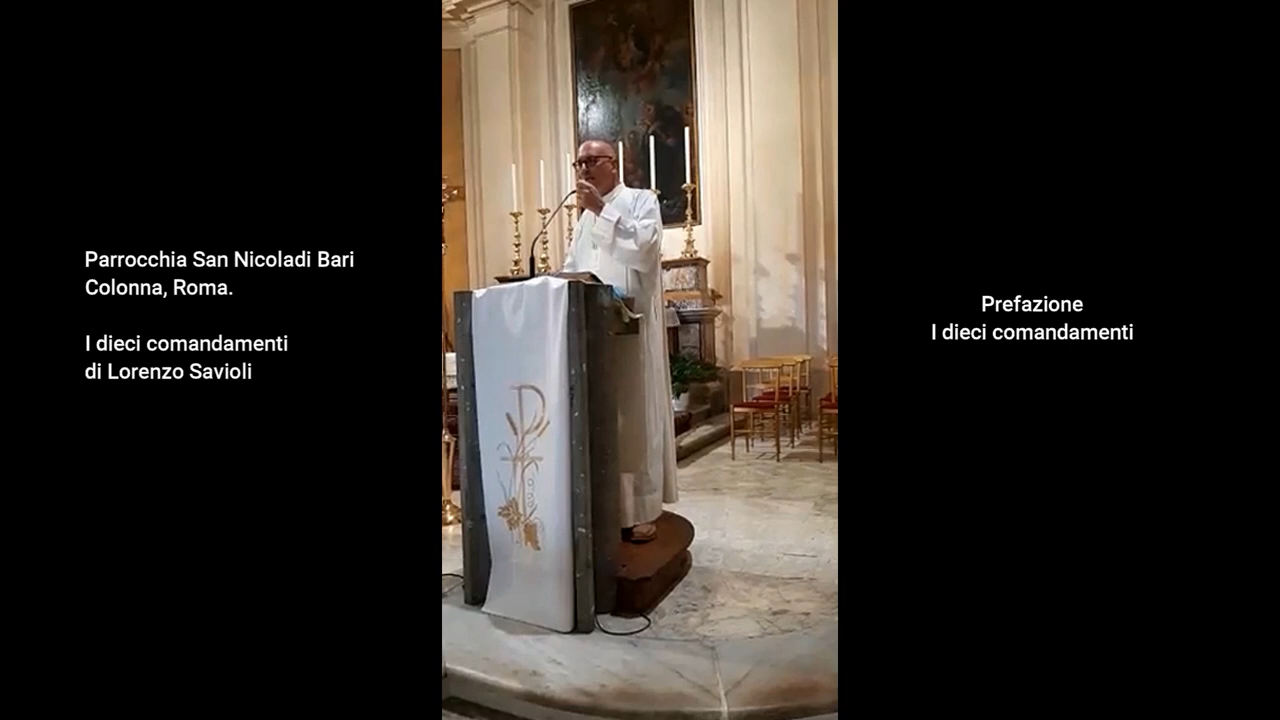 Parrocchia San Nicoladi Bari
Colonna, Roma.
I dieci comandamenti
di Lorenzo Savioli
Prefazione
I dieci comandamenti